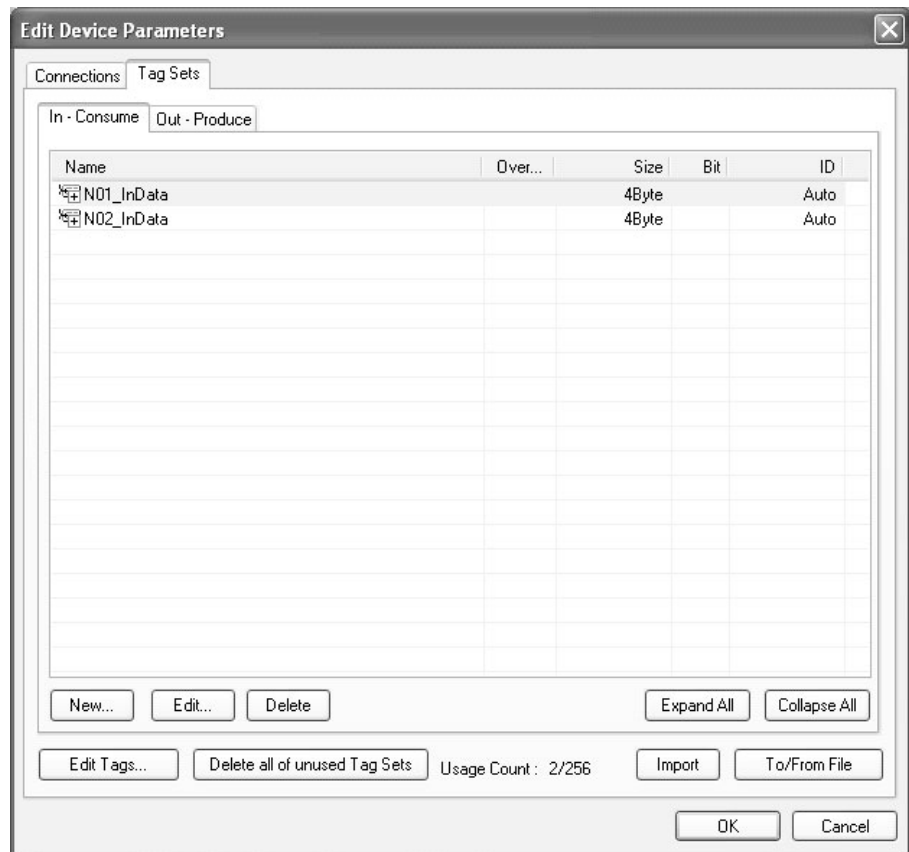 Edit Device Parameters
Connections Tag Sets
In - Consume Out - Produce
Name Over... Size Bit ID
N01_InData 4Byte Auto
N02_InData 4Byte Auto
New... Edit... Delete Expand All Collapse All
Edit Tags... Delete all of unused Tag Sets Usage Count : 2/256 Import To/From File
OK Cancel